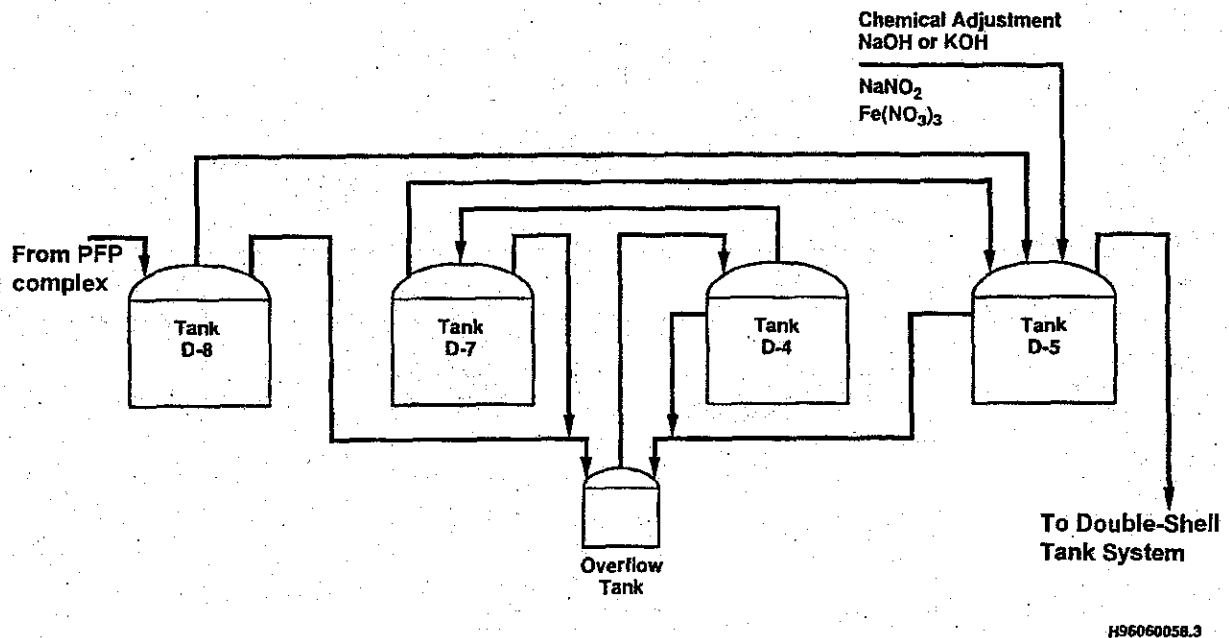 Chemical Adjustment
NaOH or KOH
NaNO₂
Fe(NO₃)₃
From PFP
complex
Tank
D-8
Tank
D-7
Tank
D-4
Tank
D-5
Overflow
Tank
To Double-Shell
Tank System
H96060058.3